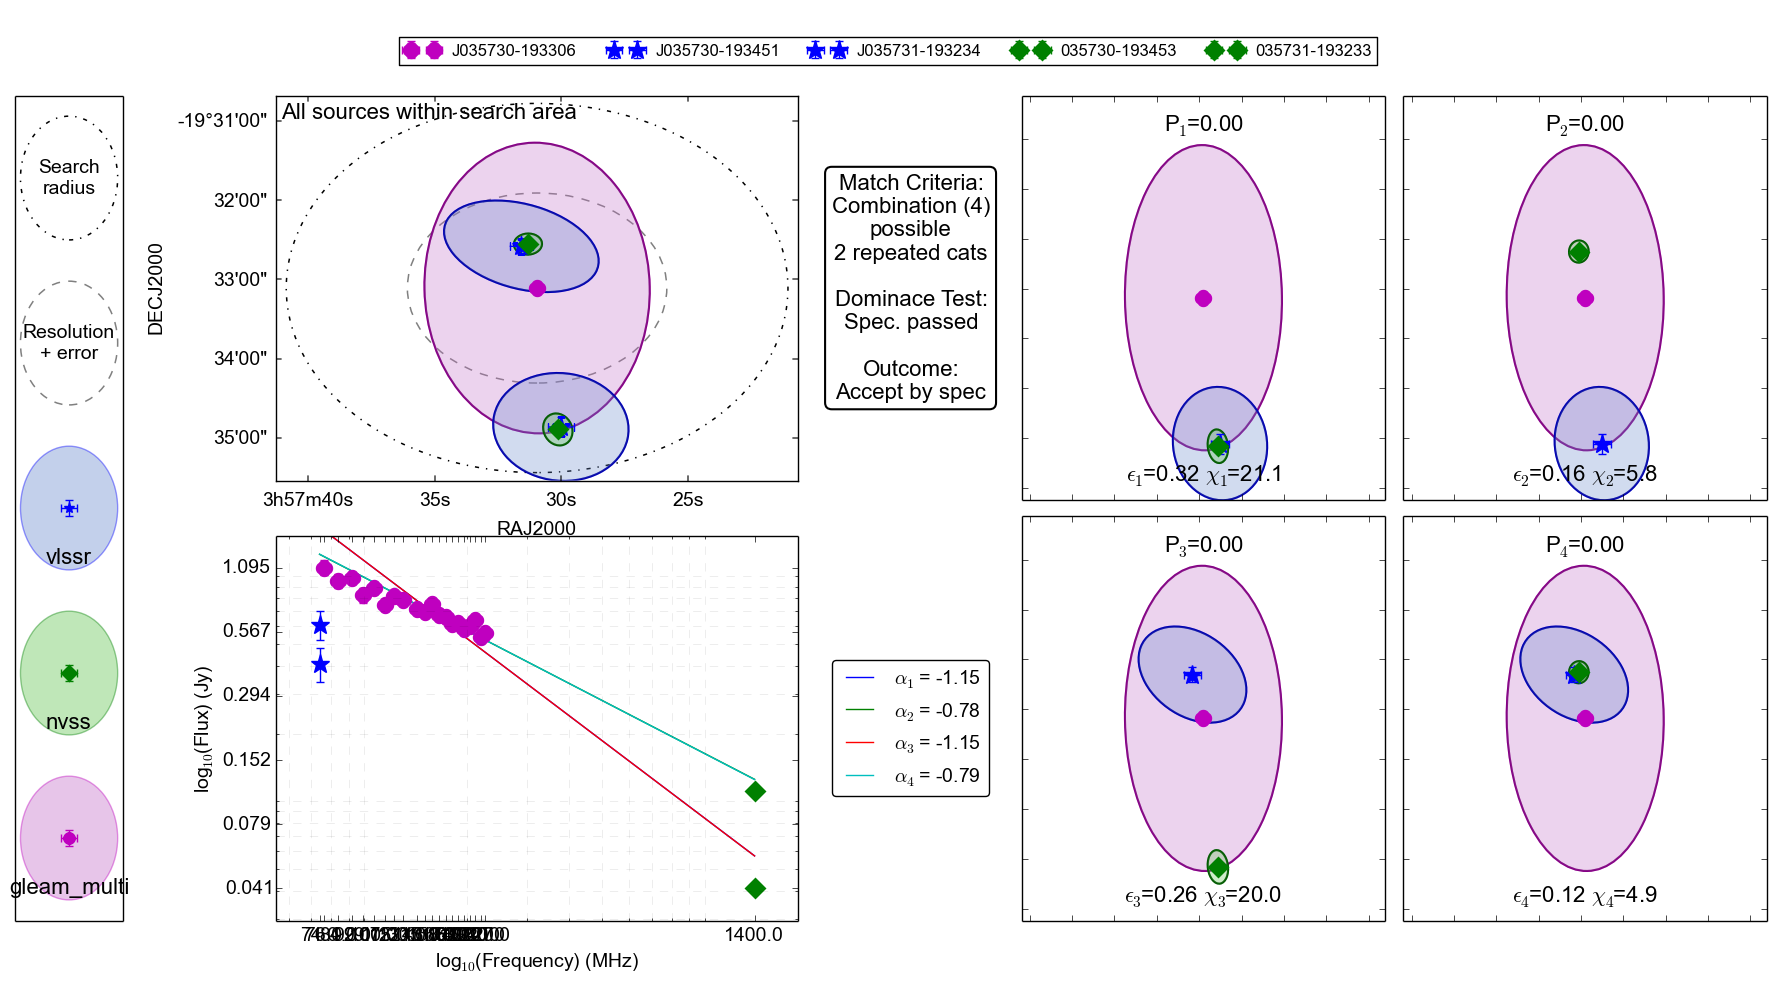 J035730-193306 J035730-193451 J035731-193234 035730-193453 035731-193233
Search
radius
Resolution
+ error
vlssr
nvss
gleam_multi
All sources within search area
DECJ2000
-19°31'00"
32'00"
33'00"
34'00"
35'00"
3h57m40s 35s 30s 25s
RAJ2000
Match Criteria:
Combination (4)
possible
2 repeated cats
Dominace Test:
Spec. passed
Outcome:
Accept by spec
P1=0.00
ϵ1=0.32 χ1=21.1
P2=0.00
ϵ2=0.16 χ2=5.8
log10(Flux) (Jy)
1.095
0.567
0.294
0.152
0.079
0.041
1400.0
log10(Frequency) (MHz)
α1 = -1.15
α2 = -0.78
α3 = -1.15
α4 = -0.79
P3=0.00
ϵ3=0.26 χ3=20.0
P4=0.00
ϵ4=0.12 χ4=4.9